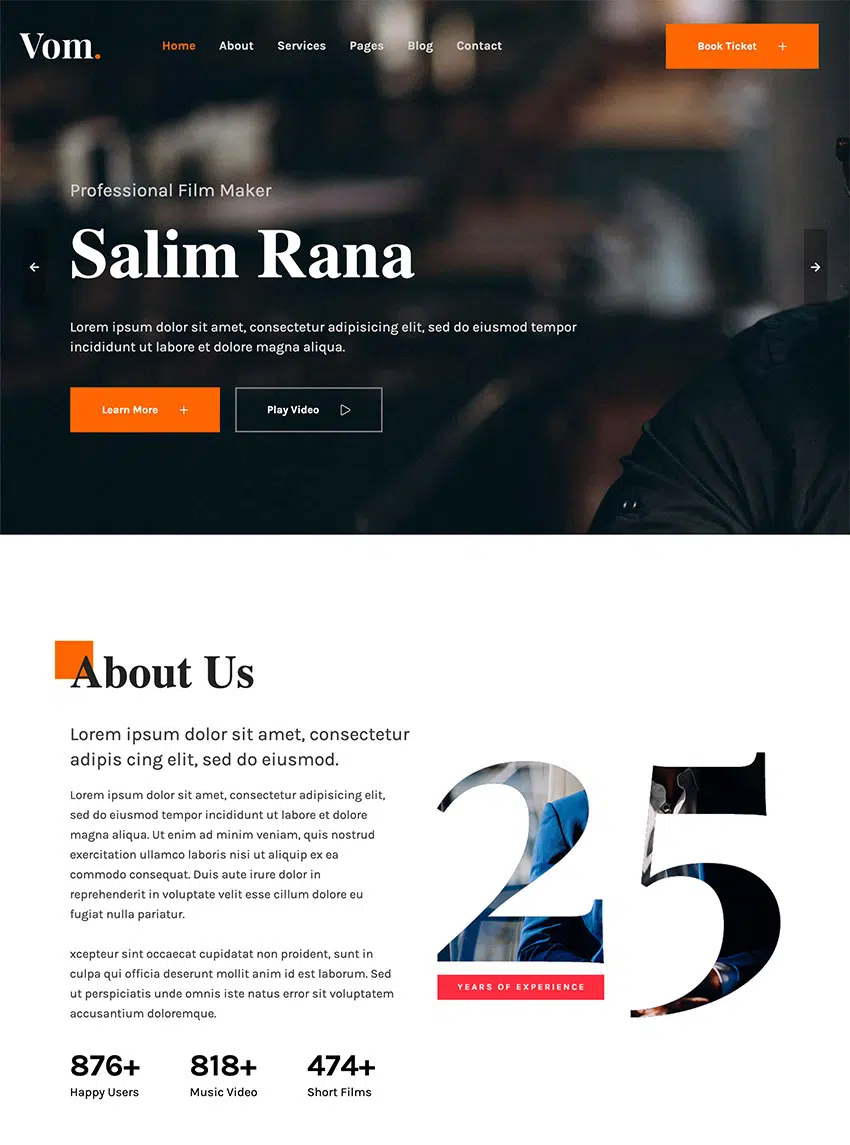 Vom.
Home About Services Pages Blog Contact
Book Ticket +
Professional Film Maker
Salim Rana
Lorem ipsum dolor sit amet, consectetur adipisicing elit, sed do eiusmod tempor
incididunt ut labore et dolore magna aliqua.
Learn More +
Play Video
About Us
Lorem ipsum dolor sit amet, consectetur
adipis cing elit, sed do eiusmod.
Lorem ipsum dolor sit amet, consectetur adipisicing elit,
sed do eiusmod tempor incididunt ut labore et dolore
magna aliqua. Ut enim ad minim veniam, quis nostrud
exercitation ullamco laboris nisi ut aliquip ex ea
commodo consequat. Duis aute irure dolor in
reprehenderit in voluptate velit esse cillum dolore eu
fugiat nulla pariatur.
xcepteur sint occaecat cupidatat non proident, sunt in
culpa qui officia deserunt mollit anim id est laborum. Sed
ut perspiciatis unde omnis iste natus error sit voluptatem
accusantium doloremque.
876+ 818+ 474+
Happy Users Music Video Short Films
25
YEARS OF EXPERIENCE